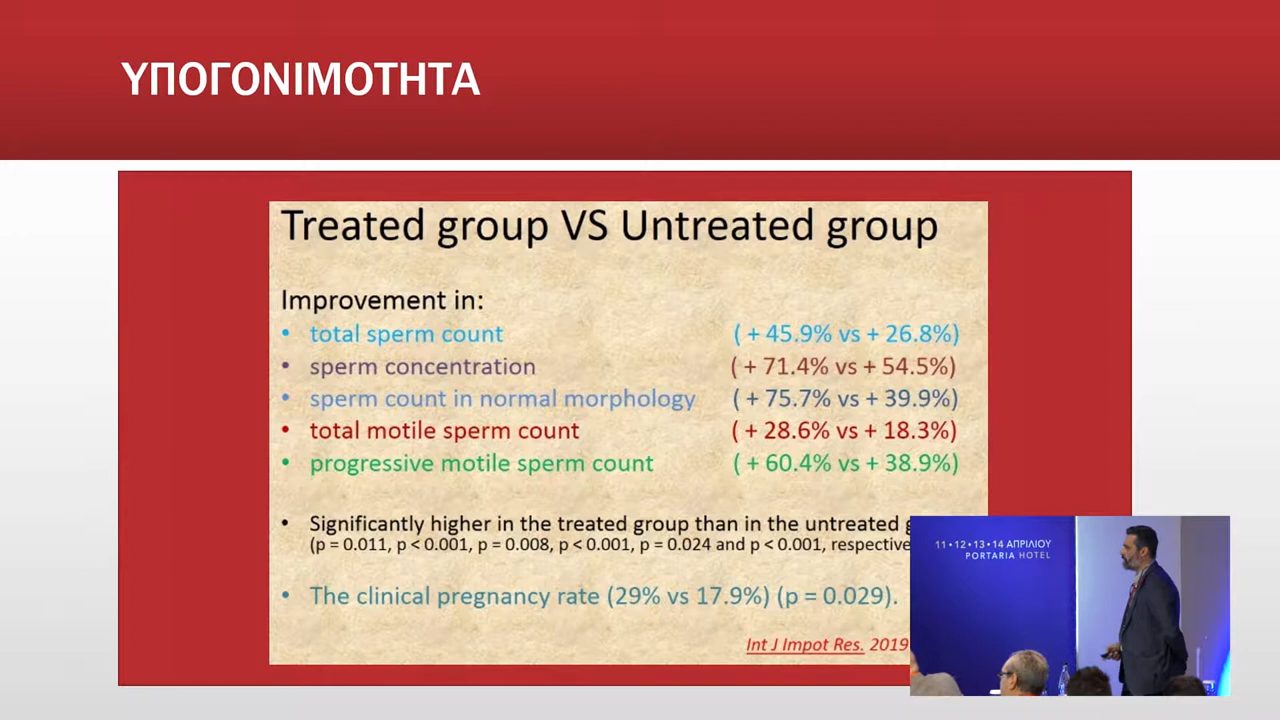 ΥΠΟΓΟΝΙΜΟΤΗΤΑ
Treated group VS Untreated group
Improvement in:
• total sperm count ( + 45.9% vs + 26.8%)
• sperm concentration ( + 71.4% vs + 54.5%)
• sperm count in normal morphology ( + 75.7% vs + 39.9%)
• total motile sperm count ( + 28.6% vs + 18.3%)
• progressive motile sperm count ( + 60.4% vs + 38.9%)
• Significantly higher in the treated group than in the untreated
(p = 0.011, p < 0.001, p = 0.008, p < 0.001, p = 0.024 and p < 0.001,
• The clinical pregnancy rate (29% vs 17.9%) (p = 0.029).
Int J Impot Res. 2019
11•12•13•14 ΑΠΡΙΛΙΟΥ
PORTARIA HOTEL